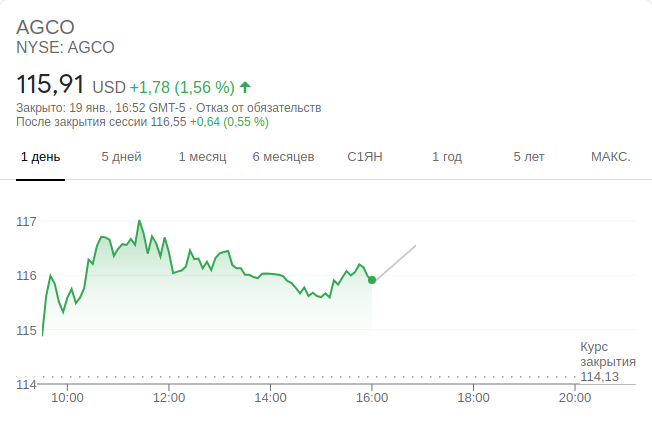 AGCO
NYSE: AGCO
115,91 USD +1,78 (1,56 %)
Закрыто: 19 янв., 16:52 GMT-5 · Отказ от обязательств
После закрытия сессии 116,55 +0,64 (0,55 %)
1 день 5 дней 1 месяц 6 месяцев С1ЯН 1 год 5 лет МАКС.
117
116
115
Курс
закрытия
114,13
114
10:00 12:00 14:00 16:00 18:00 20:00